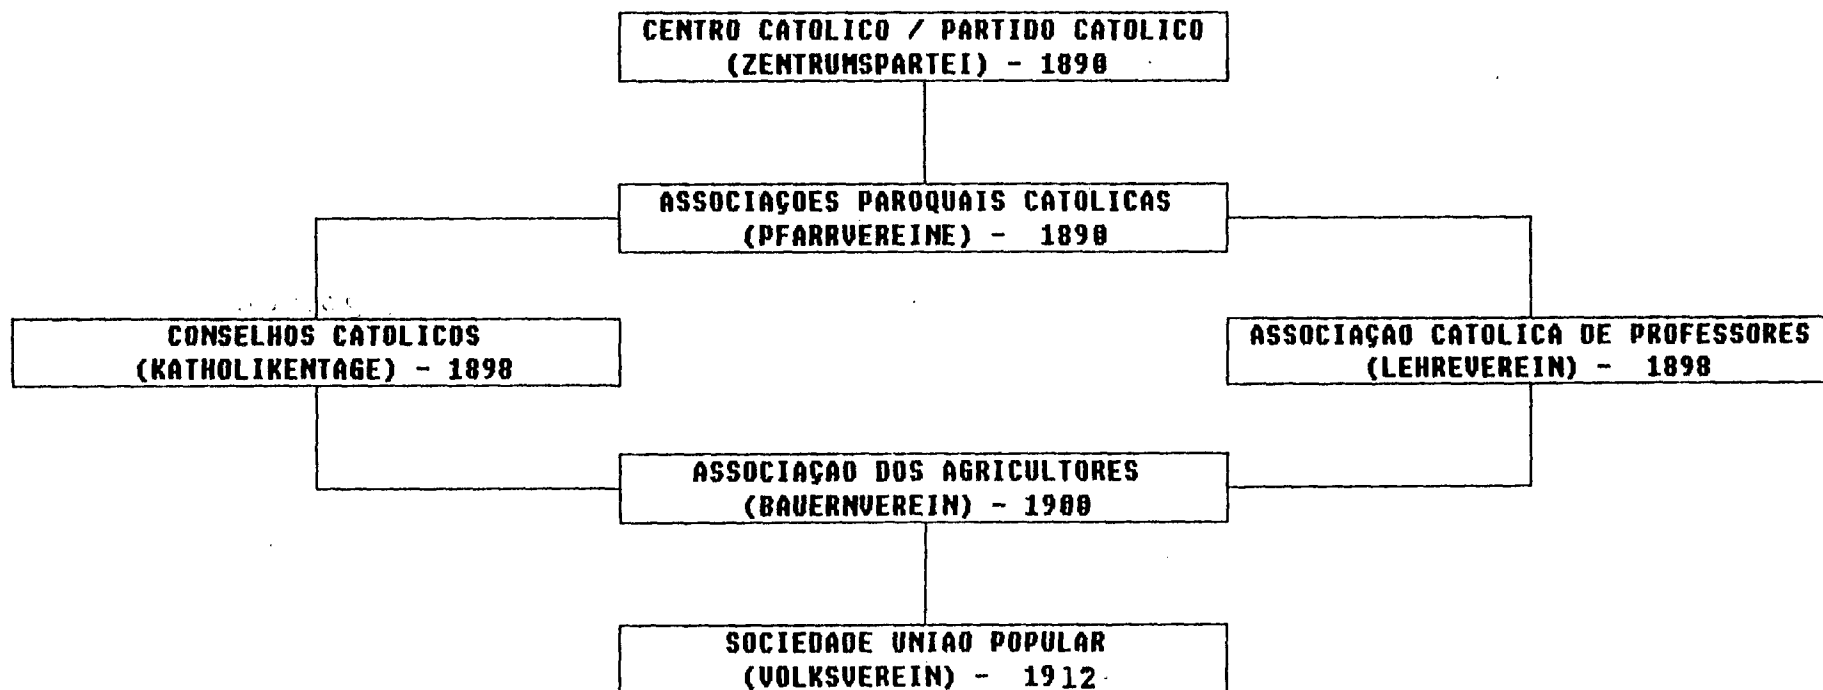 CENTRO CATOLICO / PARTIDO CATOLICO
(ZENTRUMSPARTEI) - 1890
ASSOCIAÇOES PAROQUAIS CATOLICAS
(PFARRVEREINE) - 1890
CONSELHOS CATOLICOS
(KATHOLIKENTAGE) - 1898
ASSOCIAÇAO CATOLICA DE PROFESSORES
(LEHREVEREIN) - 1898
ASSOCIAÇAO DOS AGRICULTORES
(BAUERNVEREIN) - 1900
SOCIEDADE UNIAO POPULAR
(VOLKSVEREIN) - 1912